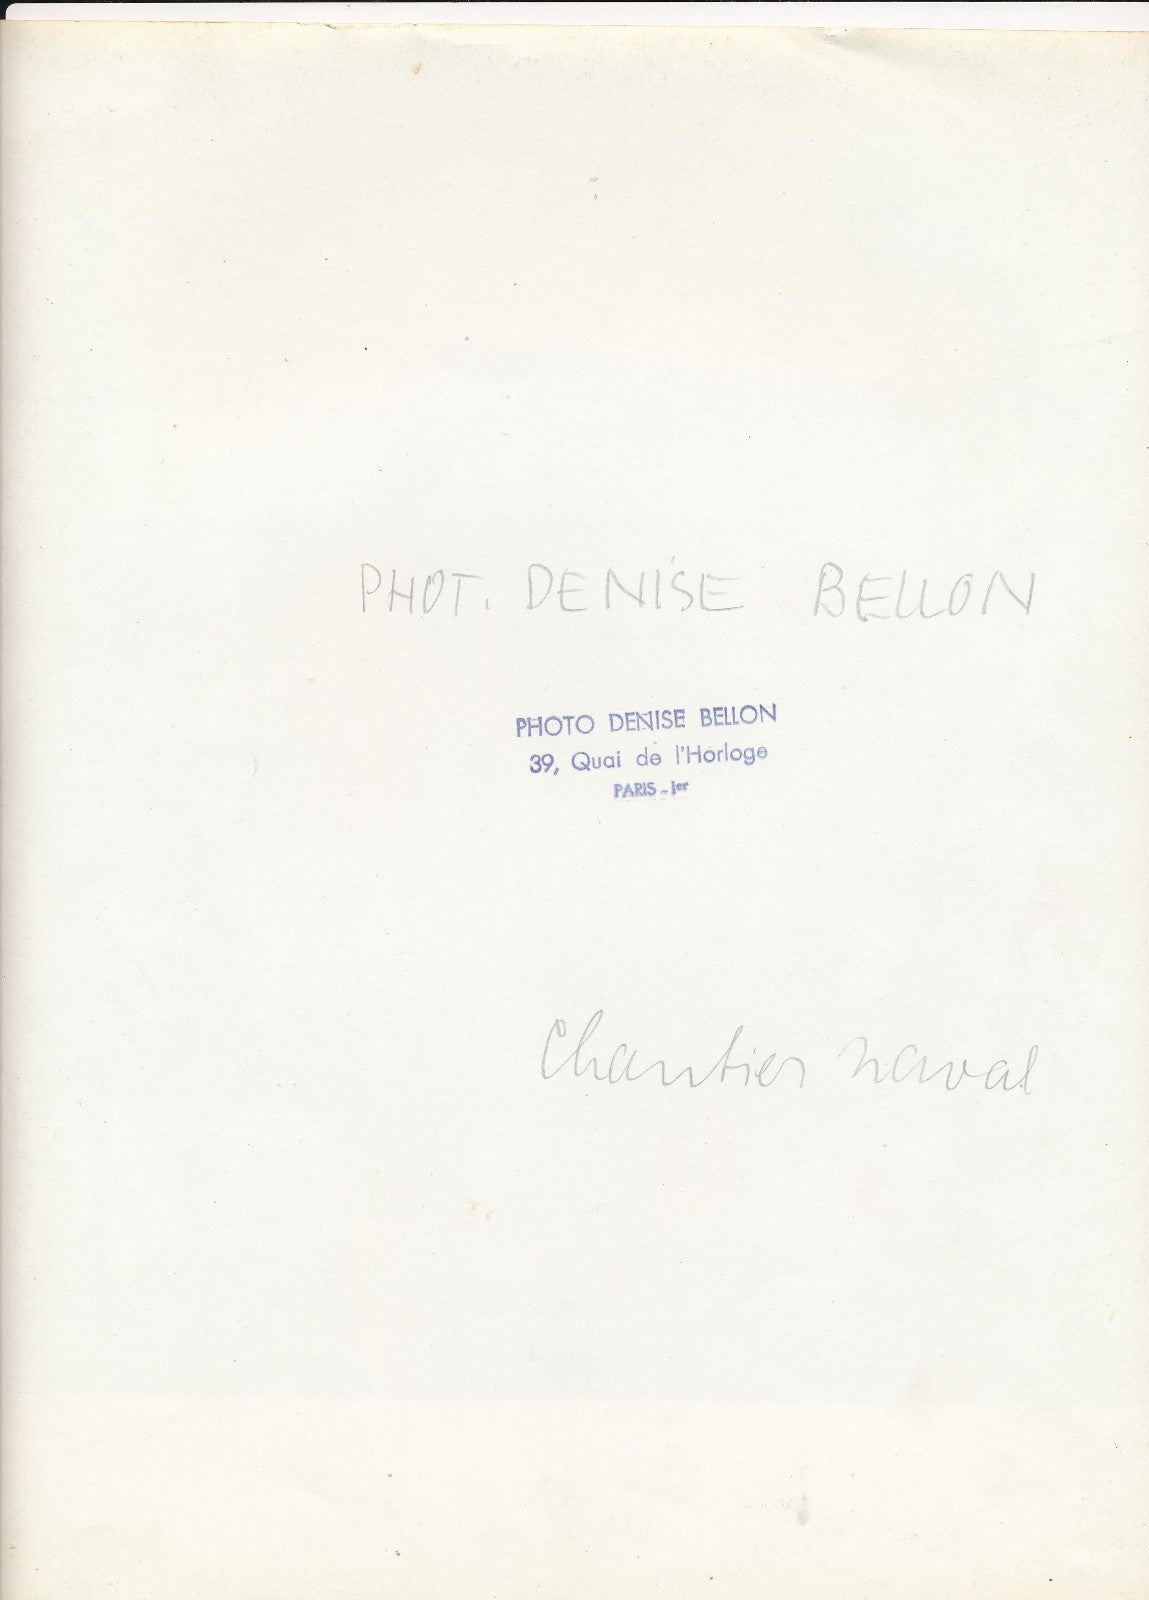 PHOT. DENISE BELLON
PHOTO DENISE BELLON
39, Quai de l'Horloge
PARIS - 1er
Chantier naval